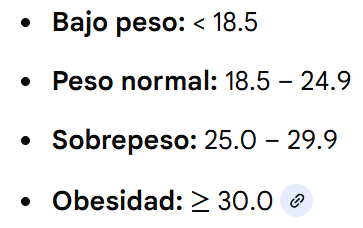 • Bajo peso: < 18.5
• Peso normal: 18.5 – 24.9
• Sobrepeso: 25.0 – 29.9
• Obesidad: ≥ 30.0